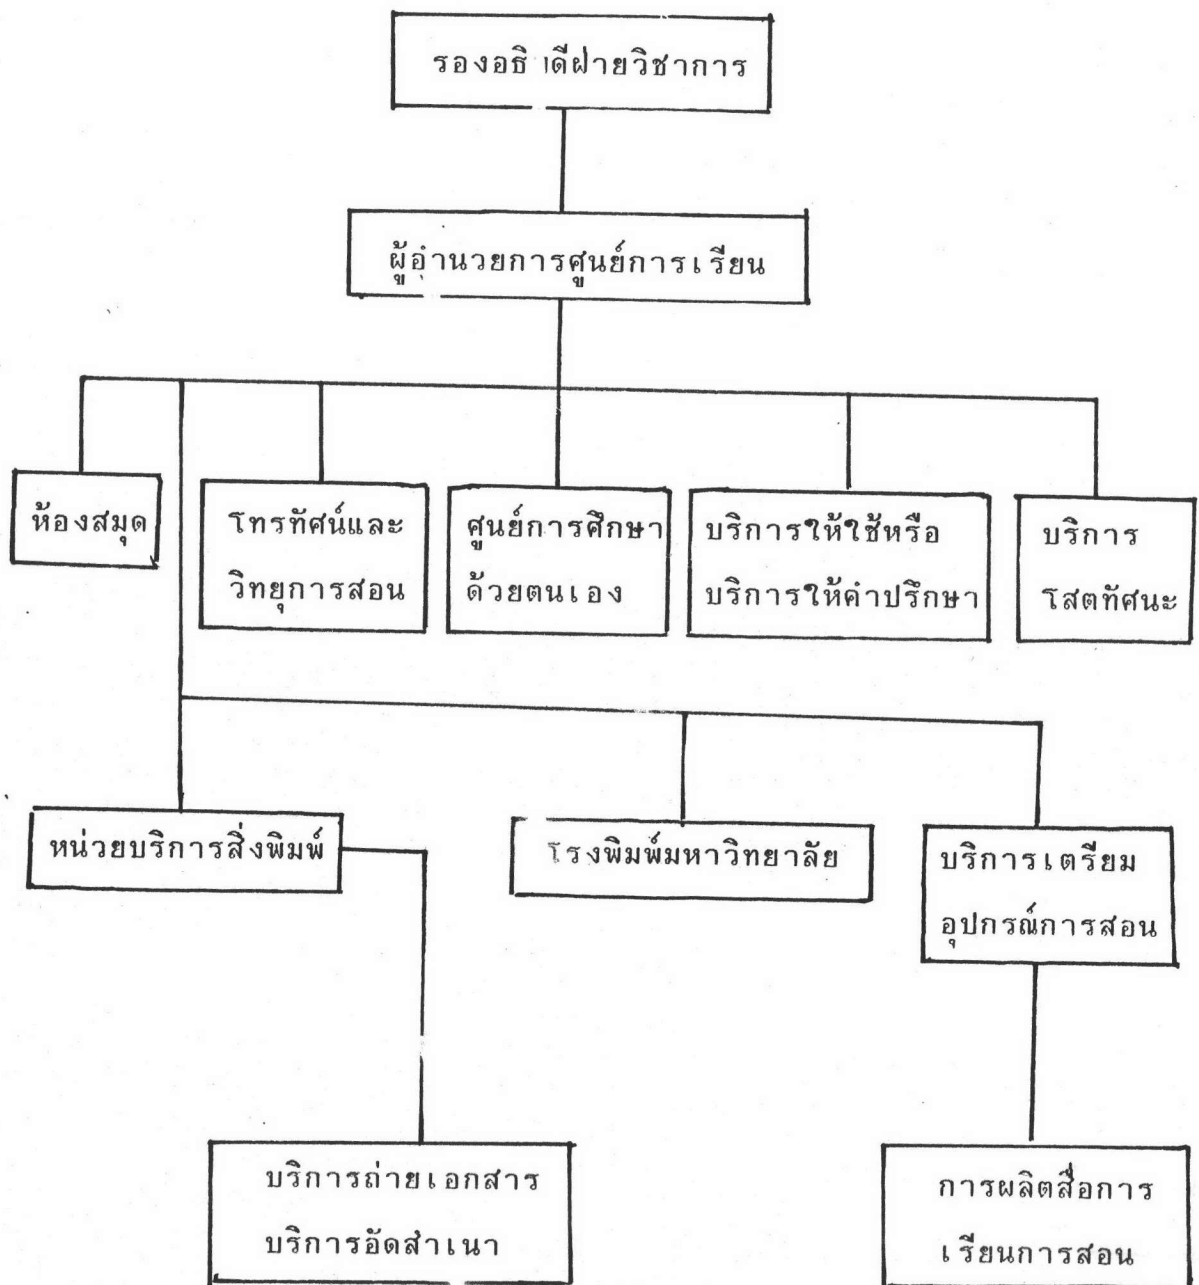 รองอธิ ดีฝ่ายวิชาการ
ผู้อำนวยการศูนย์การเรียน
ห้องสมุด
โทรทัศน์และ
วิทยุการสอน
ศูนย์การศึกษา
ด้วยตนเอง
บริการให้ใช้หรือ
บริการให้คำปรึกษา
บริการ
โสตทัศนะ
หน่วยบริการสิ่งพิมพ์
โรงพิมพ์มหาวิทยาลัย
บริการเตรียม
อุปกรณ์การสอน
บริการถ่ายเอกสาร
บริการอัดสำเนา
การผลิตสื่อการ
เรียนการสอน